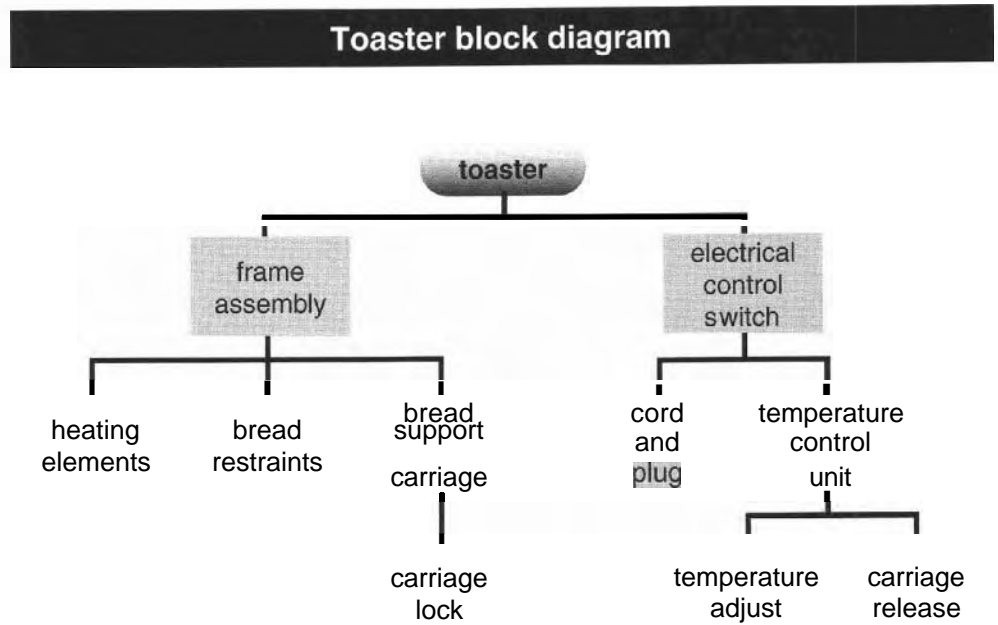 Toaster block diagram
toaster
frame
assembly
electrical
control
switch
heating
elements
bread
restraints
bread
support
carriage
cord
and
plug
temperature
control
unit
carriage
lock
temperature
adjust
carriage
release